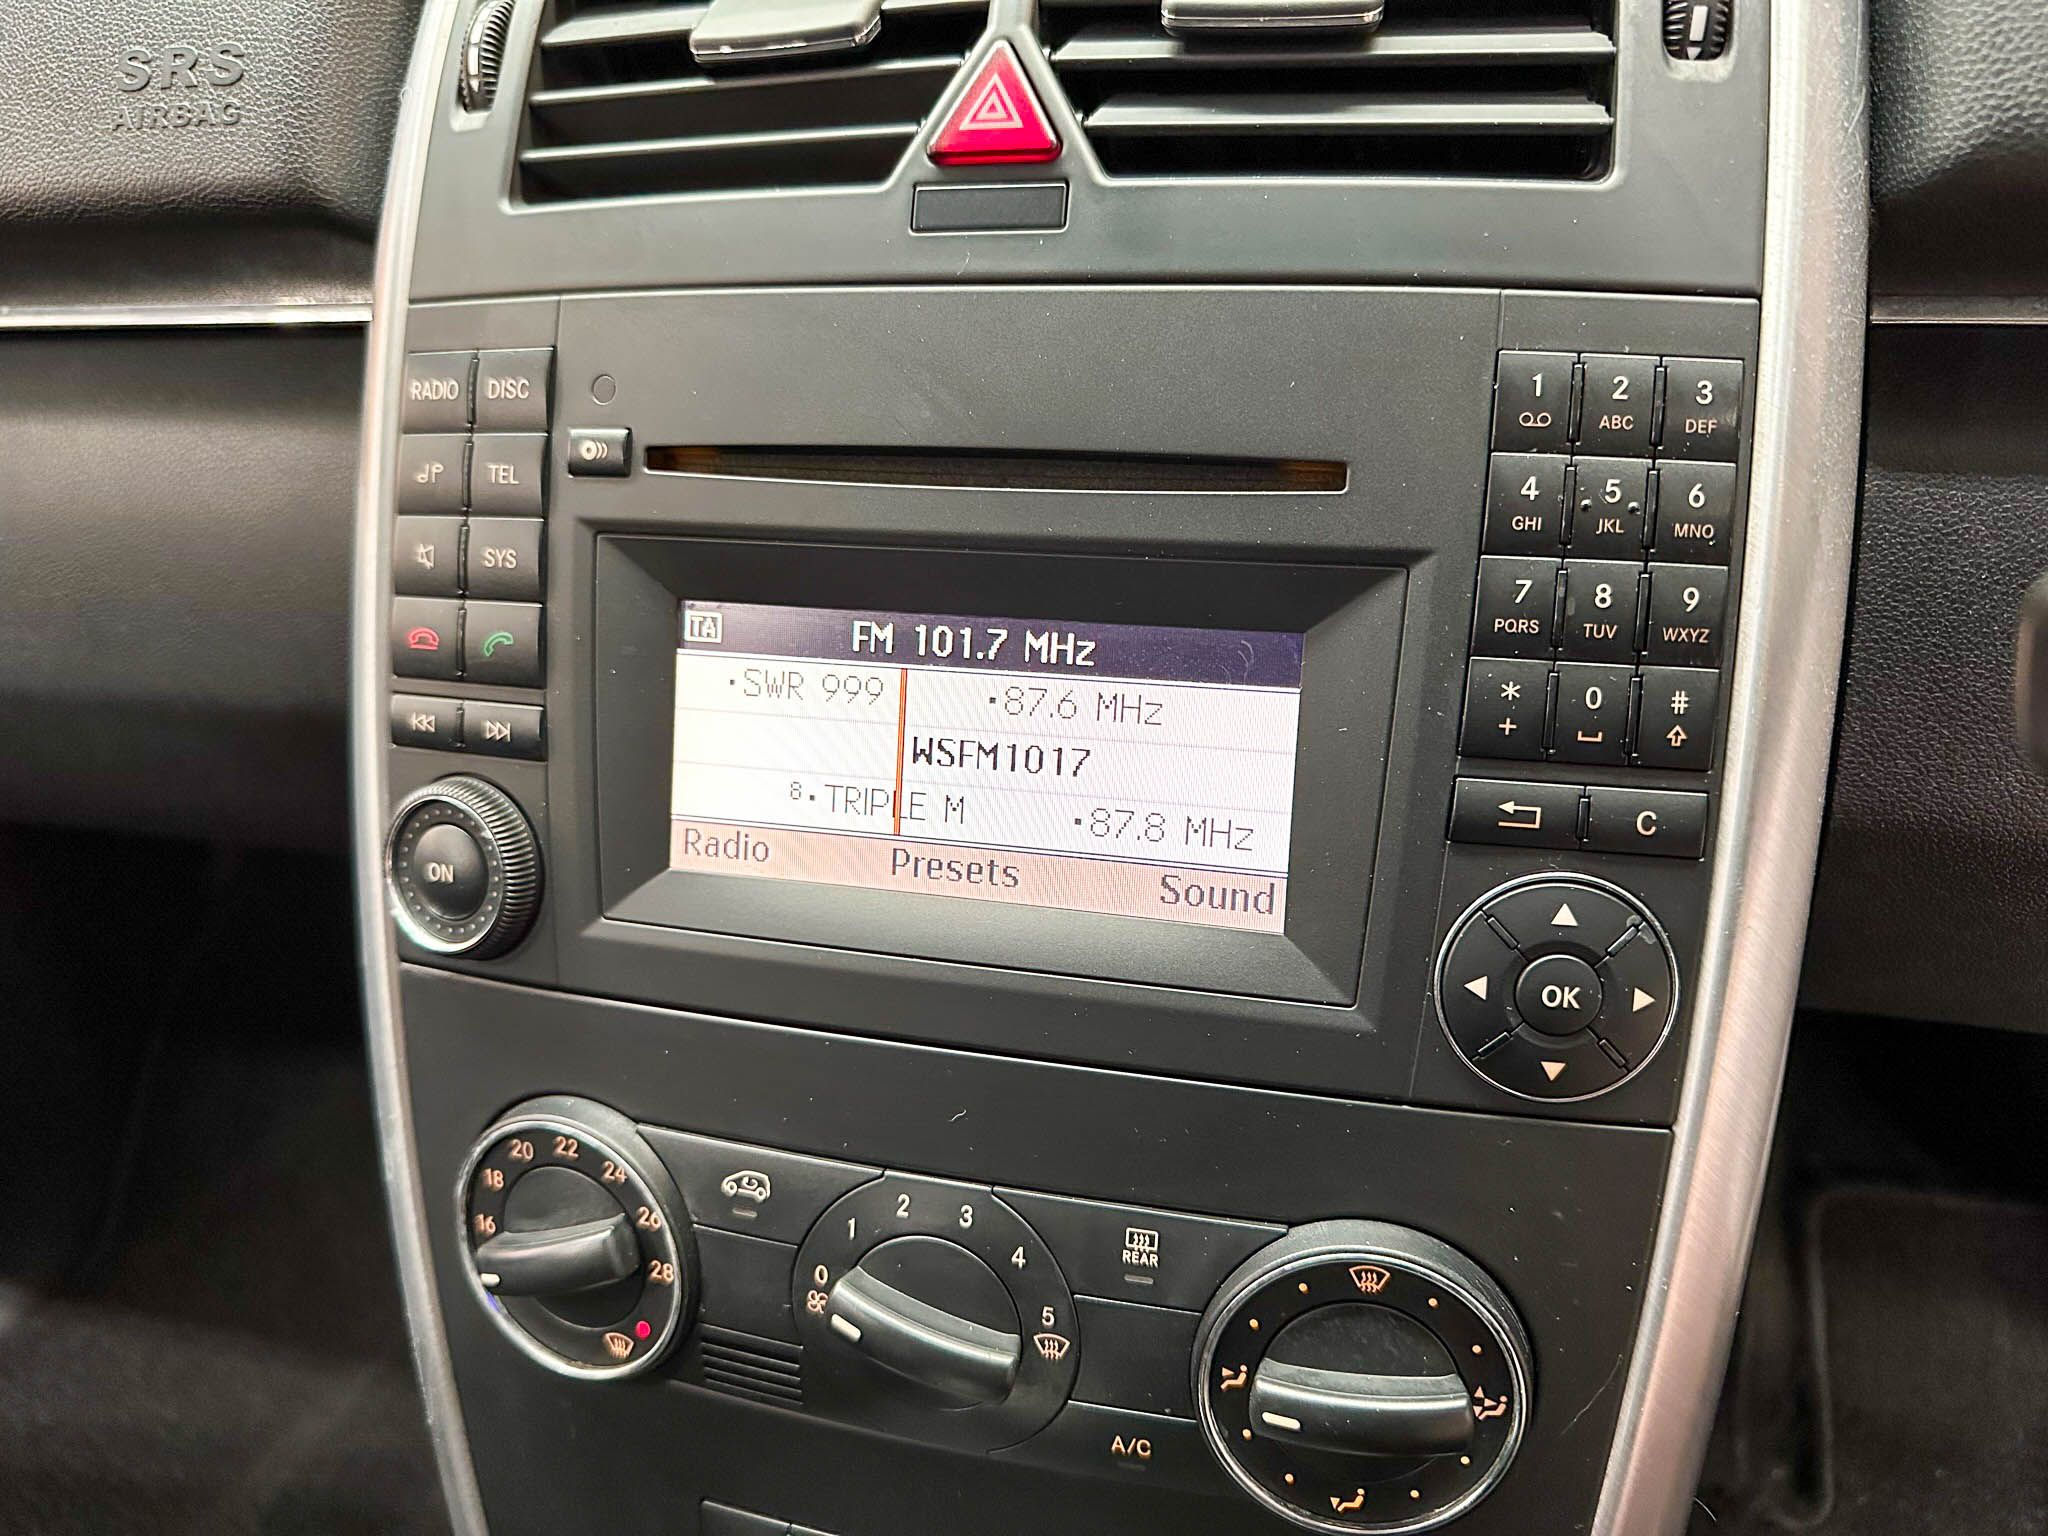 SRS
AIRBAG
RADIO DISC
TEL
SYS
ON
TA FM 101.7 MHz
·SWR 999 ·87.6 MHz
WSFM1017
8·TRIPLE M ·87.8 MHz
Radio Presets Sound
1 2 3
ABC DEF
4 5 6
GHI JKL MNO
7 8 9
PQRS TUV WXYZ
* 0 #
+
C
OK
16 18 20 22 24 26 28
0 1 2 3 4 5
REAR
A/C